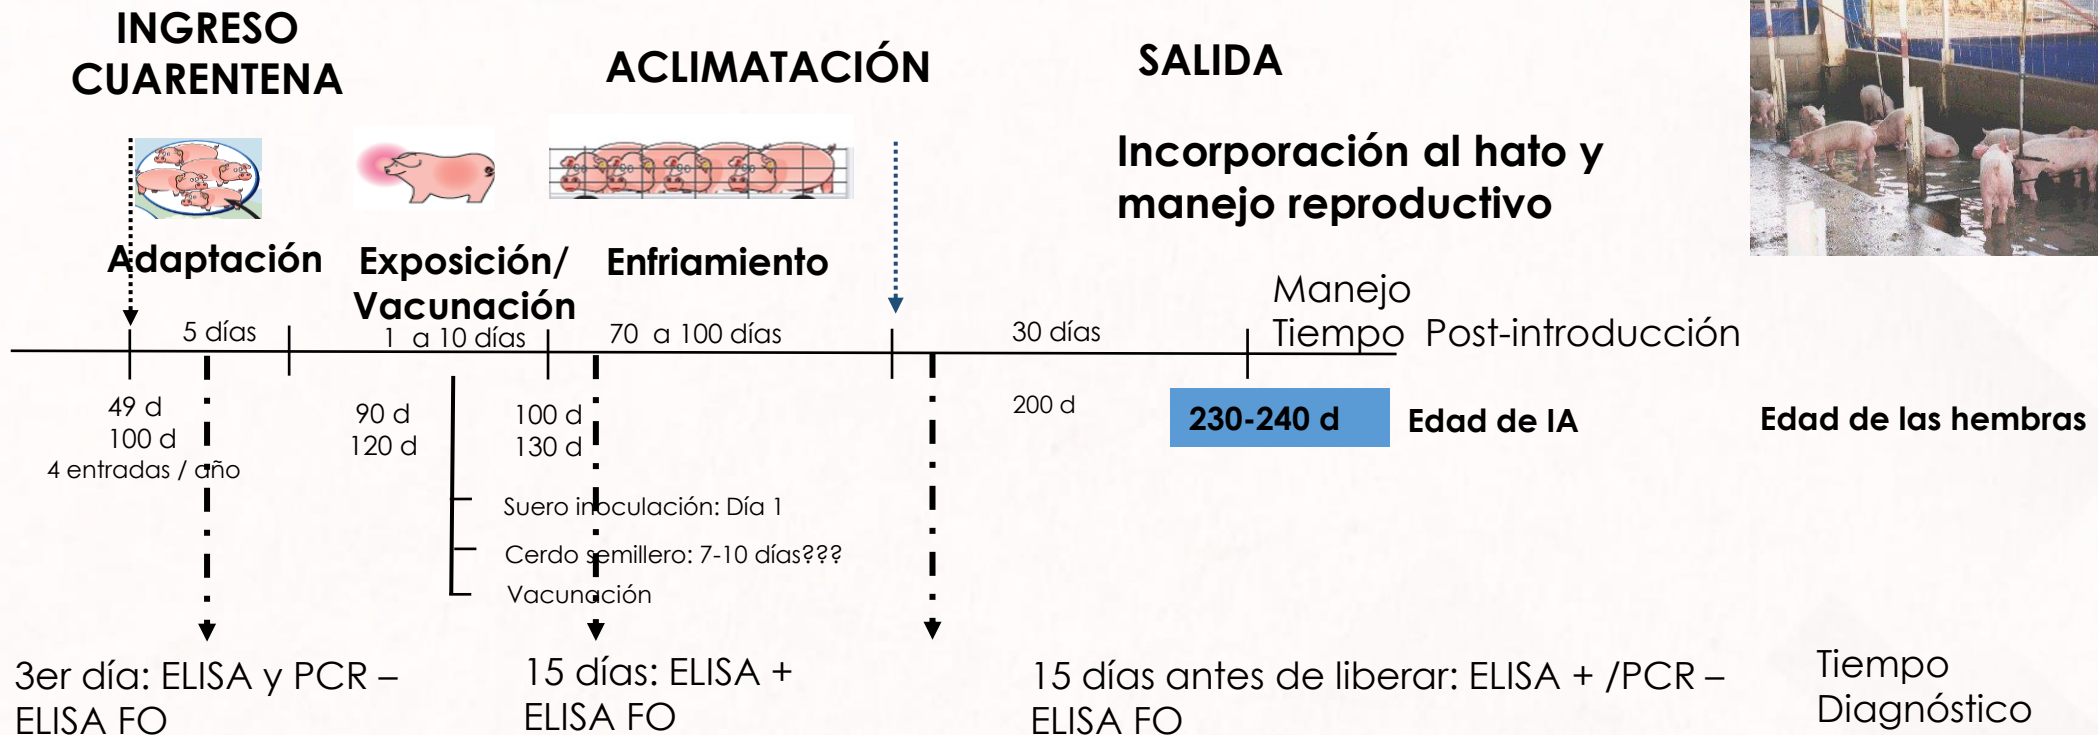 INGRESO
CUARENTENA
ACLIMATACIÓN
SALIDA
Incorporación al hato y
manejo reproductivo
Adaptación
Exposición/
Vacunación
Enfriamiento
Manejo
Tiempo Post-introducción
5 días
1 a 10 días
70 a 100 días
30 días
49 d
100 d
4 entradas / año
90 d
120 d
100 d
130 d
200 d
230-240 d
Edad de IA
Edad de las hembras
Suero inoculación: Día 1
Cerdo semillero: 7-10 días???
Vacunación
3er día: ELISA y PCR –
ELISA FO
15 días: ELISA +
ELISA FO
15 días antes de liberar: ELISA + /PCR –
ELISA FO
Tiempo
Diagnóstico